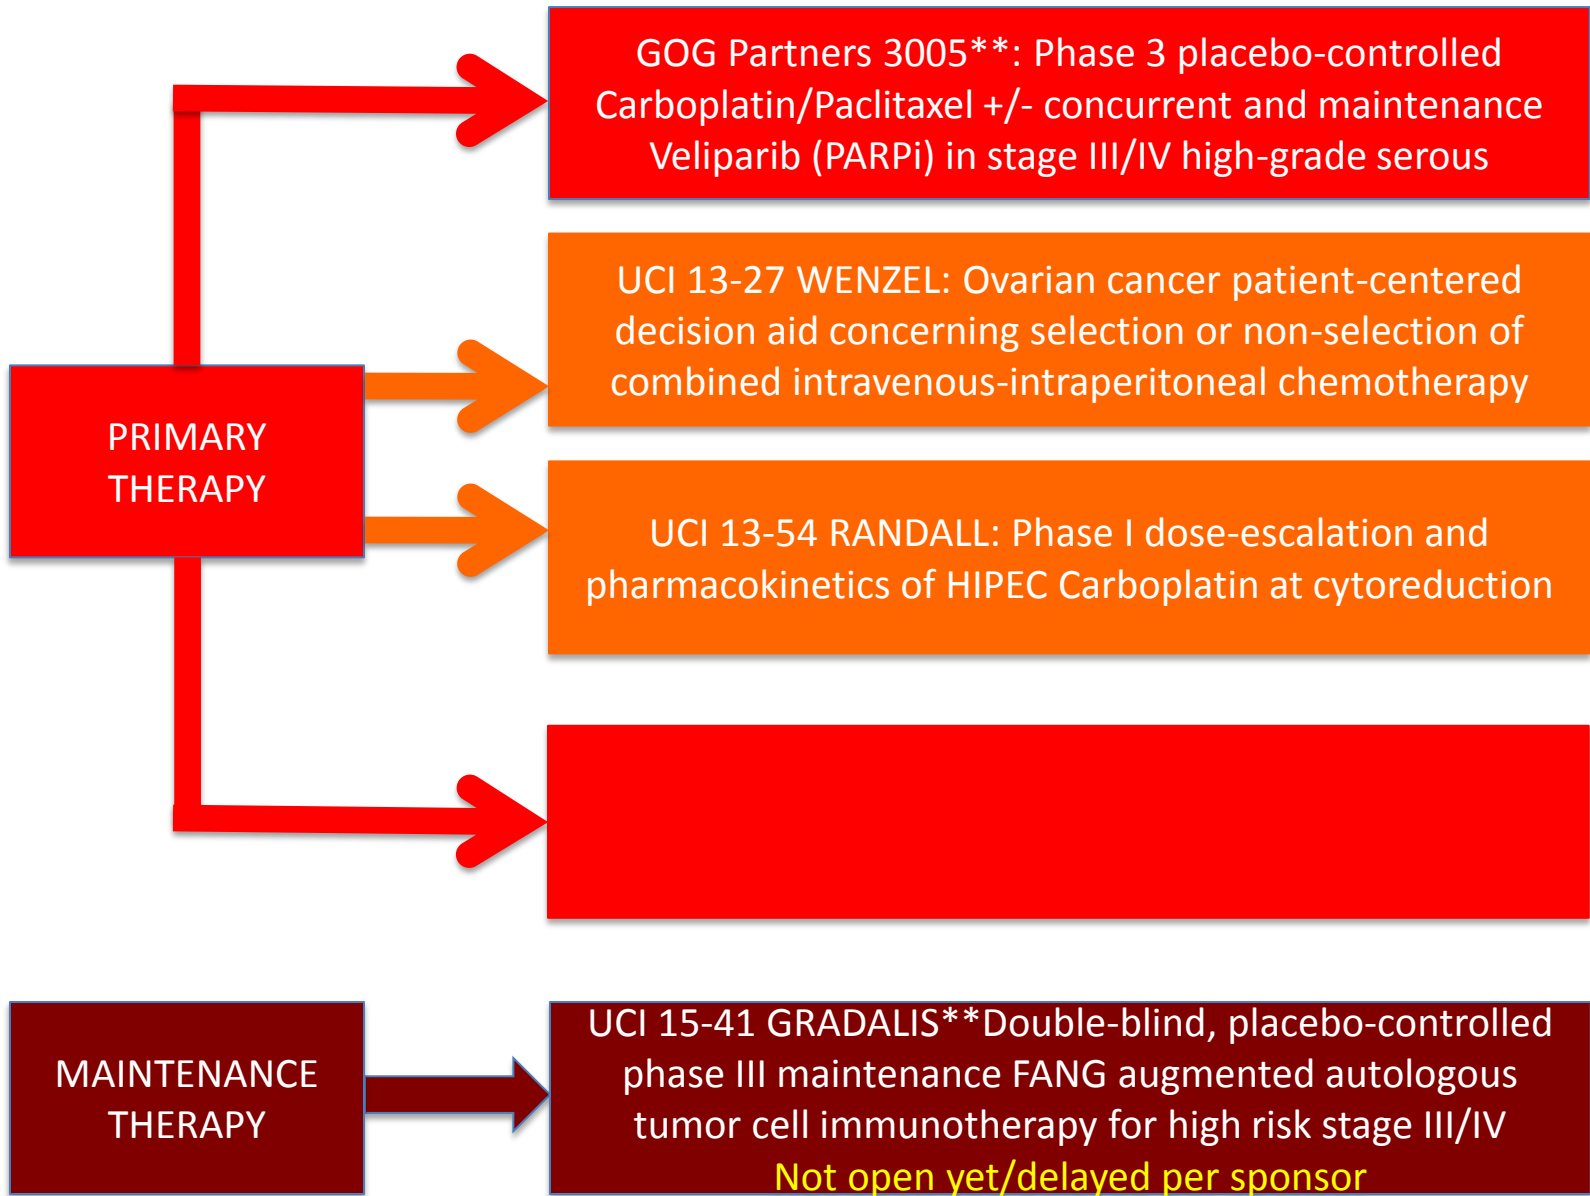 GOG Partners 3005**: Phase 3 placebo-controlled
Carboplatin/Paclitaxel +/- concurrent and maintenance
Veliparib (PARPi) in stage III/IV high-grade serous
UCI 13-27 WENZEL: Ovarian cancer patient-centered
decision aid concerning selection or non-selection of
combined intravenous-intraperitoneal chemotherapy
PRIMARY
THERAPY
UCI 13-54 RANDALL: Phase I dose-escalation and
pharmacokinetics of HIPEC Carboplatin at cytoreduction
MAINTENANCE
THERAPY
UCI 15-41 GRADALIS**Double-blind, placebo-controlled
phase III maintenance FANG augmented autologous
tumor cell immunotherapy for high risk stage III/IV
Not open yet/delayed per sponsor